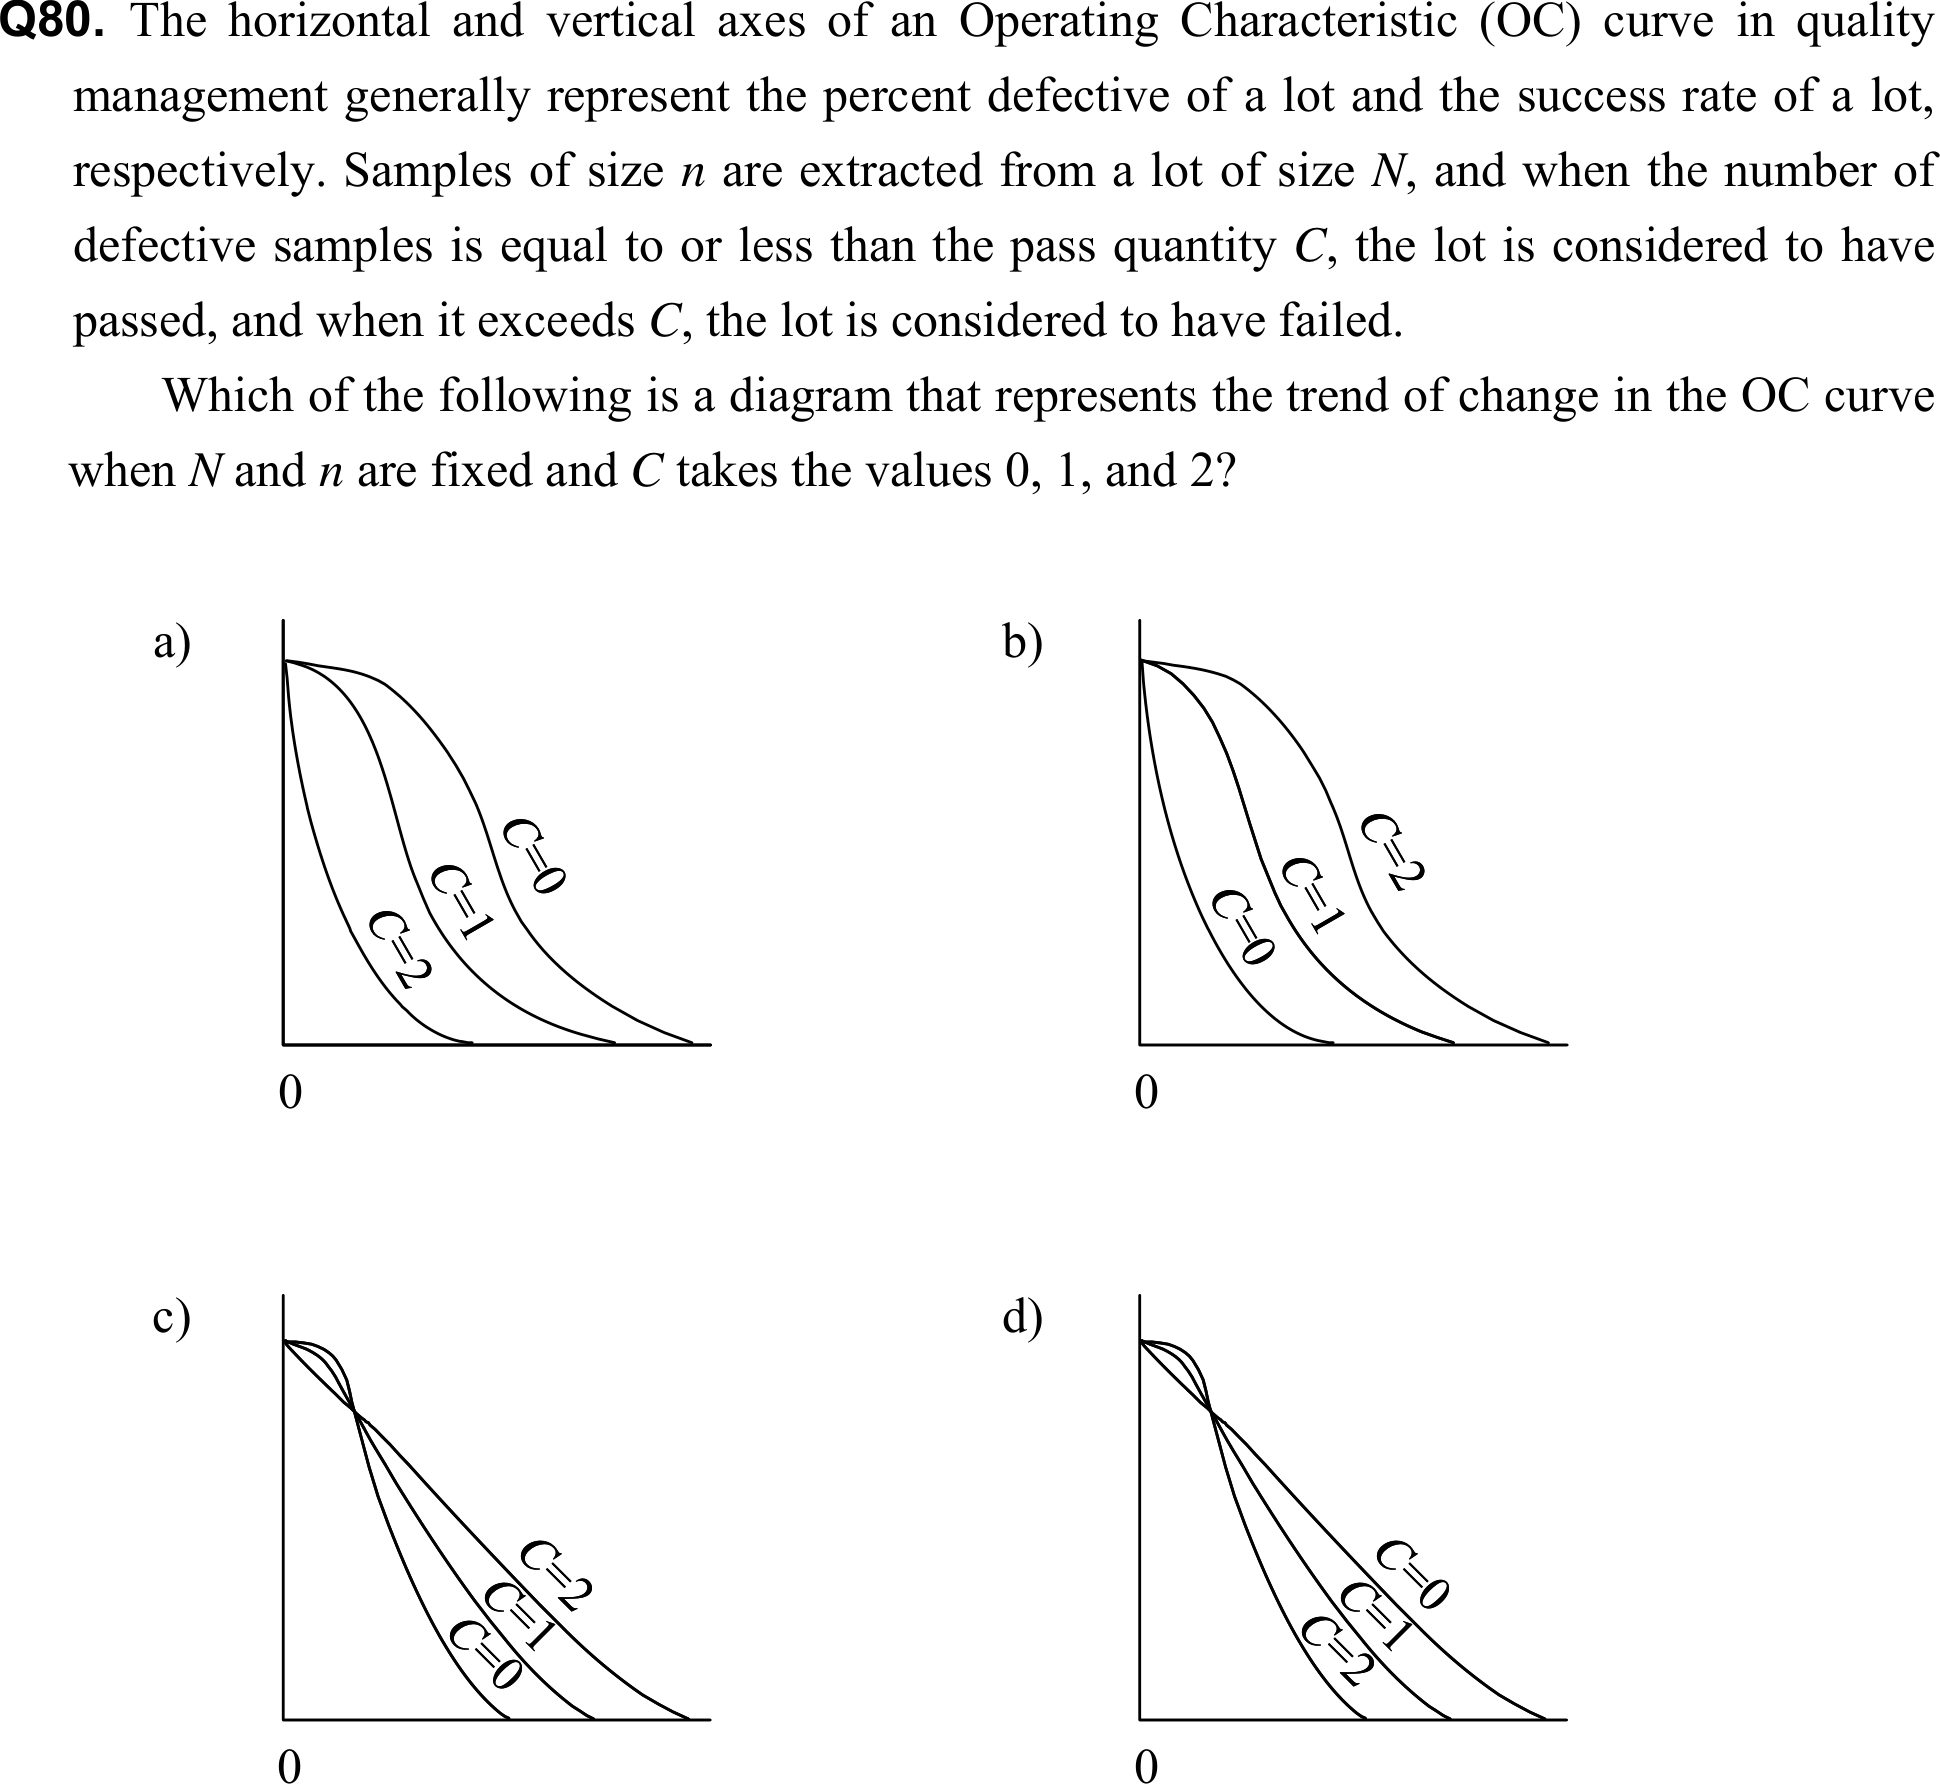 Q80. The horizontal and vertical axes of an Operating Characteristic (OC) curve in quality
management generally represent the percent defective of a lot and the success rate of a lot,
respectively. Samples of size n are extracted from a lot of size N, and when the number of
defective samples is equal to or less than the pass quantity C, the lot is considered to have
passed, and when it exceeds C, the lot is considered to have failed.
Which of the following is a diagram that represents the trend of change in the OC curve
when N and n are fixed and C takes the values 0, 1, and 2?
a)
C=0
C=1
C=2
0
b)
C=2
C=1
C=0
0
c)
C=2
C=1
C=0
0
d)
C=0
C=1
C=2
0